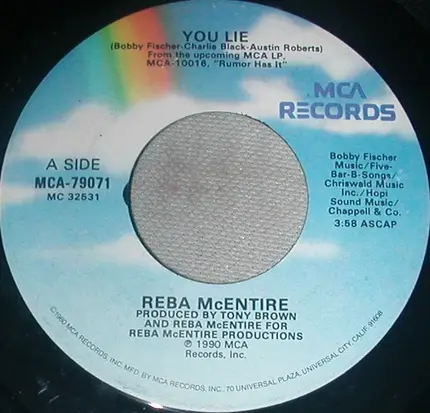 YOU LIE
(Bobby Fischer-Charlie Black-Austin Roberts)
From the upcoming MCA LP,
MCA-10016, "Rumor Has It"
MCA
RECORDS
A SIDE
MCA-79071
MC 32531
Bobby Fischer
Music/Five-
Bar-B-Songs/
Chriswald Music
Inc./Hopi
Sound Music/
Chappell & Co.
3:58 ASCAP
REBA McENTIRE
PRODUCED BY TONY BROWN
AND REBA McENTIRE FOR
REBA McENTIRE PRODUCTIONS
℗ 1990 MCA
Records, Inc.
©1990 MCA RECORDS, INC. MFD. BY MCA RECORDS, INC. 70 UNIVERSAL PLAZA, UNIVERSAL CITY, CALIF. 91608